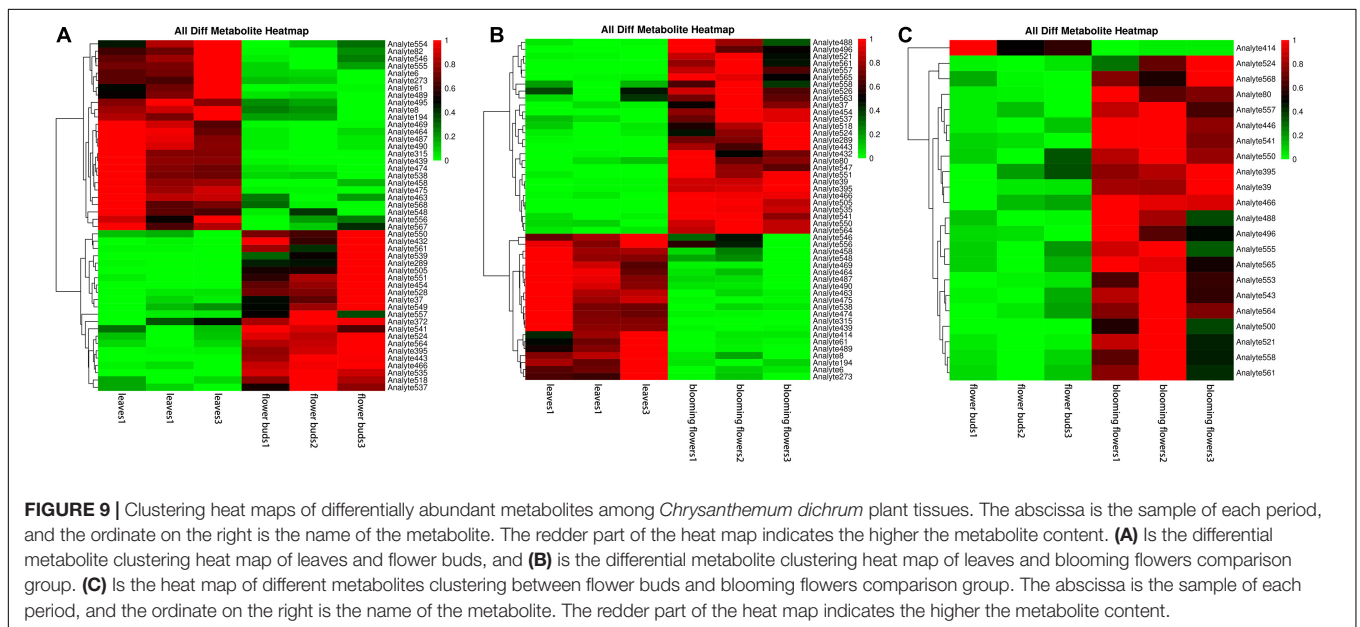 A
All Diff Metabolite Heatmap
Analyte554
Analyte82
Analyte546
Analyte555
Analyte6
Analyte273
Analyte61
Analyte489
Analyte495
Analyte8
Analyte194
Analyte469
Analyte464
Analyte487
Analyte490
Analyte315
Analyte439
Analyte474
Analyte538
Analyte458
Analyte475
Analyte463
Analyte568
Analyte548
Analyte556
Analyte567
Analyte550
Analyte432
Analyte561
Analyte539
Analyte289
Analyte505
Analyte551
Analyte454
Analyte528
Analyte37
Analyte549
Analyte557
Analyte372
Analyte541
Analyte524
Analyte564
Analyte395
Analyte443
Analyte466
Analyte535
Analyte518
Analyte537
1
0.8
0.6
0.4
0.2
0
leaves1
leaves1
leaves3
flower buds1
flower buds2
flower buds3
B
All Diff Metabolite Heatmap
Analyte488
Analyte496
Analyte521
Analyte561
Analyte557
Analyte565
Analyte558
Analyte526
Analyte563
Analyte37
Analyte454
Analyte537
Analyte518
Analyte524
Analyte289
Analyte443
Analyte432
Analyte80
Analyte547
Analyte551
Analyte39
Analyte395
Analyte466
Analyte505
Analyte535
Analyte541
Analyte550
Analyte564
Analyte546
Analyte556
Analyte458
Analyte548
Analyte469
Analyte464
Analyte487
Analyte490
Analyte463
Analyte475
Analyte538
Analyte474
Analyte315
Analyte439
Analyte414
Analyte61
Analyte489
Analyte8
Analyte194
Analyte6
Analyte273
1
0.8
0.6
0.4
0.2
0
leaves1
leaves1
leaves3
blooming flowers1
blooming flowers2
blooming flowers3
C
All Diff Metabolite Heatmap
Analyte414
Analyte524
Analyte568
Analyte80
Analyte557
Analyte446
Analyte541
Analyte550
Analyte395
Analyte39
Analyte466
Analyte488
Analyte496
Analyte555
Analyte565
Analyte553
Analyte543
Analyte564
Analyte500
Analyte521
Analyte558
Analyte561
1
0.8
0.6
0.4
0.2
0
flower buds1
flower buds2
flower buds3
blooming flowers1
blooming flowers2
blooming flowers3
FIGURE 9 | Clustering heat maps of differentially abundant metabolites among Chrysanthemum dichrum plant tissues. The abscissa is the sample of each period,
and the ordinate on the right is the name of the metabolite. The redder part of the heat map indicates the higher the metabolite content. (A) Is the differential
metabolite clustering heat map of leaves and flower buds, and (B) is the differential metabolite clustering heat map of leaves and blooming flowers comparison
group. (C) Is the heat map of different metabolites clustering between flower buds and blooming flowers comparison group. The abscissa is the sample of each
period, and the ordinate on the right is the name of the metabolite. The redder part of the heat map indicates the higher the metabolite content.